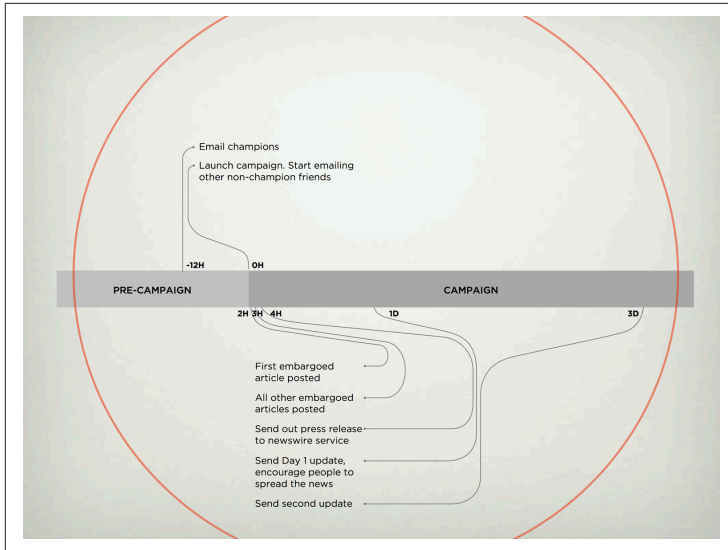 Email champions
Launch campaign. Start emailing
other non-champion friends
-12H
0H
PRE-CAMPAIGN
CAMPAIGN
2H
3H
4H
1D
3D
First embargoed
article posted
All other embargoed
articles posted
Send out press release
to newswire service
Send Day 1 update,
encourage people to
spread the news
Send second update